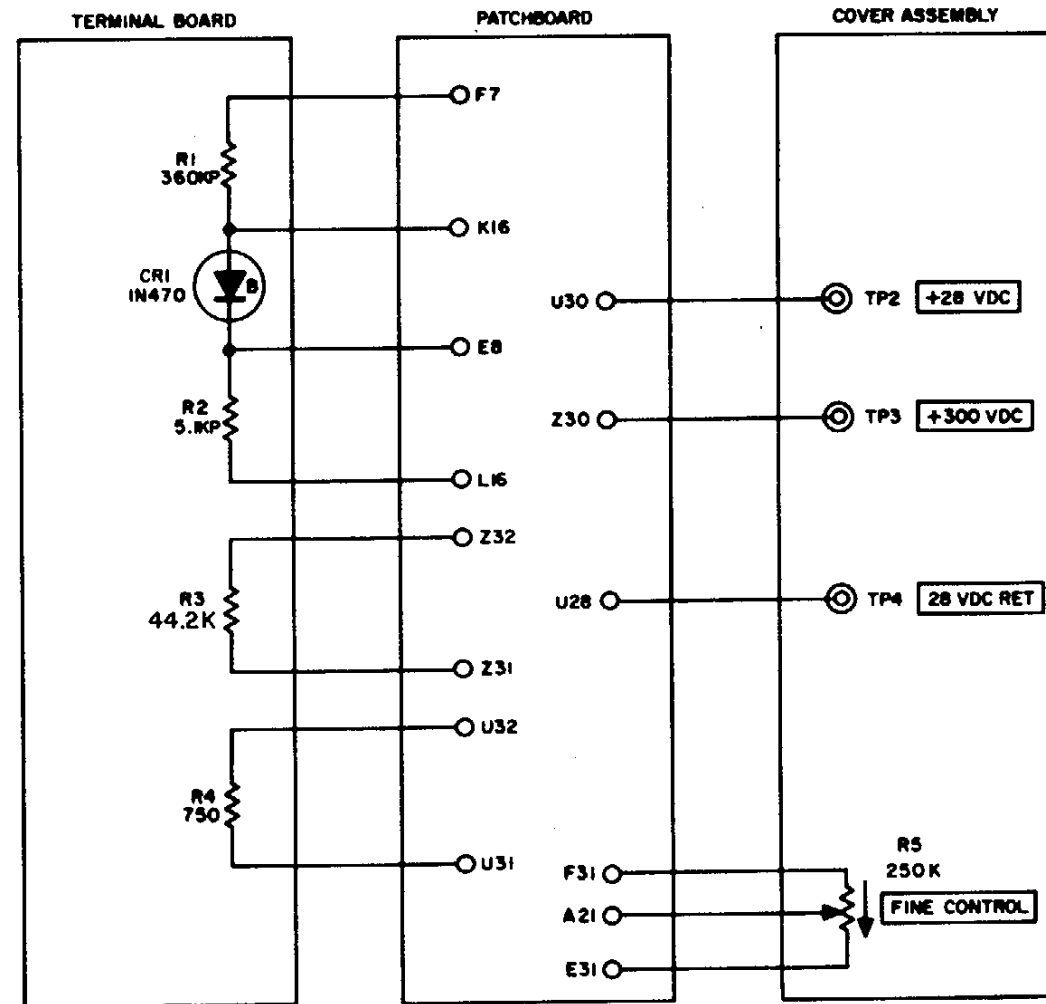 TERMINAL BOARD
PATCHBOARD
COVER ASSEMBLY
F7
R1
360KP
K16
CR1
1N470
B
E8
R2
5.1KP
L16
Z32
R3
44.2K
Z31
U32
R4
750
U31
U30
TP2 +28 VDC
Z30
TP3 +300 VDC
U28
TP4 28 VDC RET
F31
A21
E31
R5
250K
FINE CONTROL